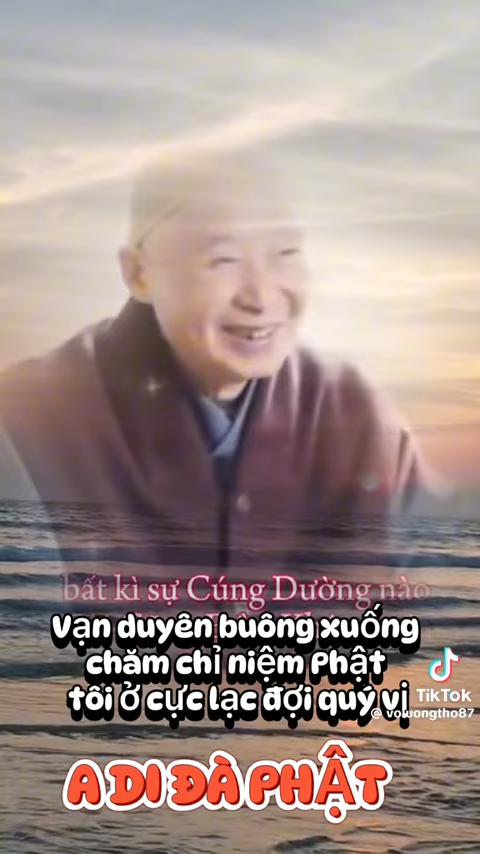 bất kì sự Cúng Dường nào
Vạn duyên buông xuống
chăm chỉ niệm Phật
tôi ở cực lạc đợi quý vị
TikTok
@voluongtho87
A DI ĐÀ PHẬT